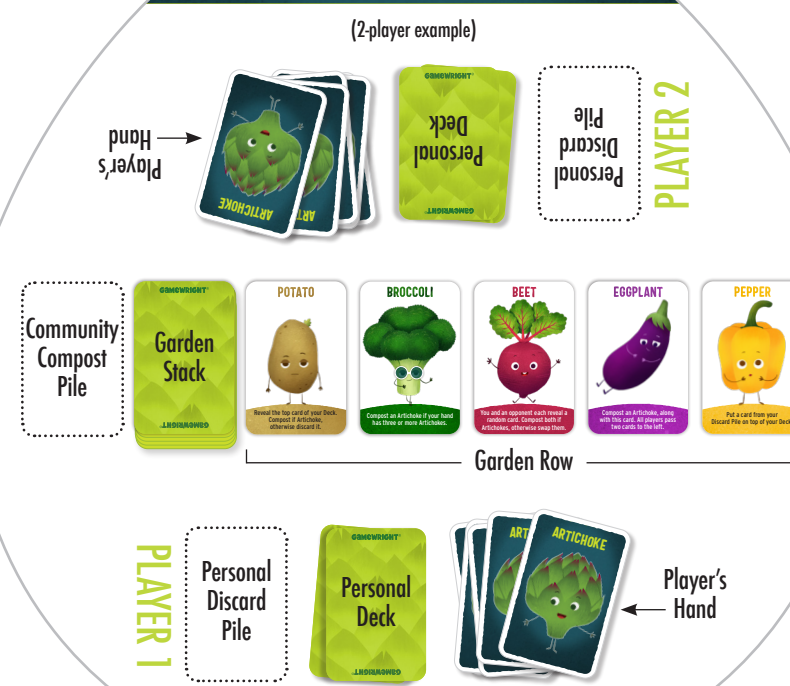 (2-player example)
Player's
Hand
ARTICHOKE
ART
GAMEWRIGHT
Personal
Deck
GAMEWRIGHT
Personal
Discard
Pile
PLAYER 2
Community
Compost
Pile
GAMEWRIGHT
Garden
Stack
GAMEWRIGHT
POTATO
Reveal the top card of your Deck.
Compost if Artichoke,
otherwise discard it.
BROCCOLI
Compost an Artichoke if your hand
has three or more Artichokes.
BEET
You and an opponent each reveal a
random card. Compost both if
Artichokes, otherwise swap them.
EGGPLANT
Compost an Artichoke, along
with this card. All players pass
two cards to the left.
PEPPER
Put a card from your
Discard Pile on top of your Deck
Garden Row
PLAYER 1
Personal
Discard
Pile
GAMEWRIGHT
Personal
Deck
GAMEWRIGHT
ART
ARTICHOKE
Player's
Hand